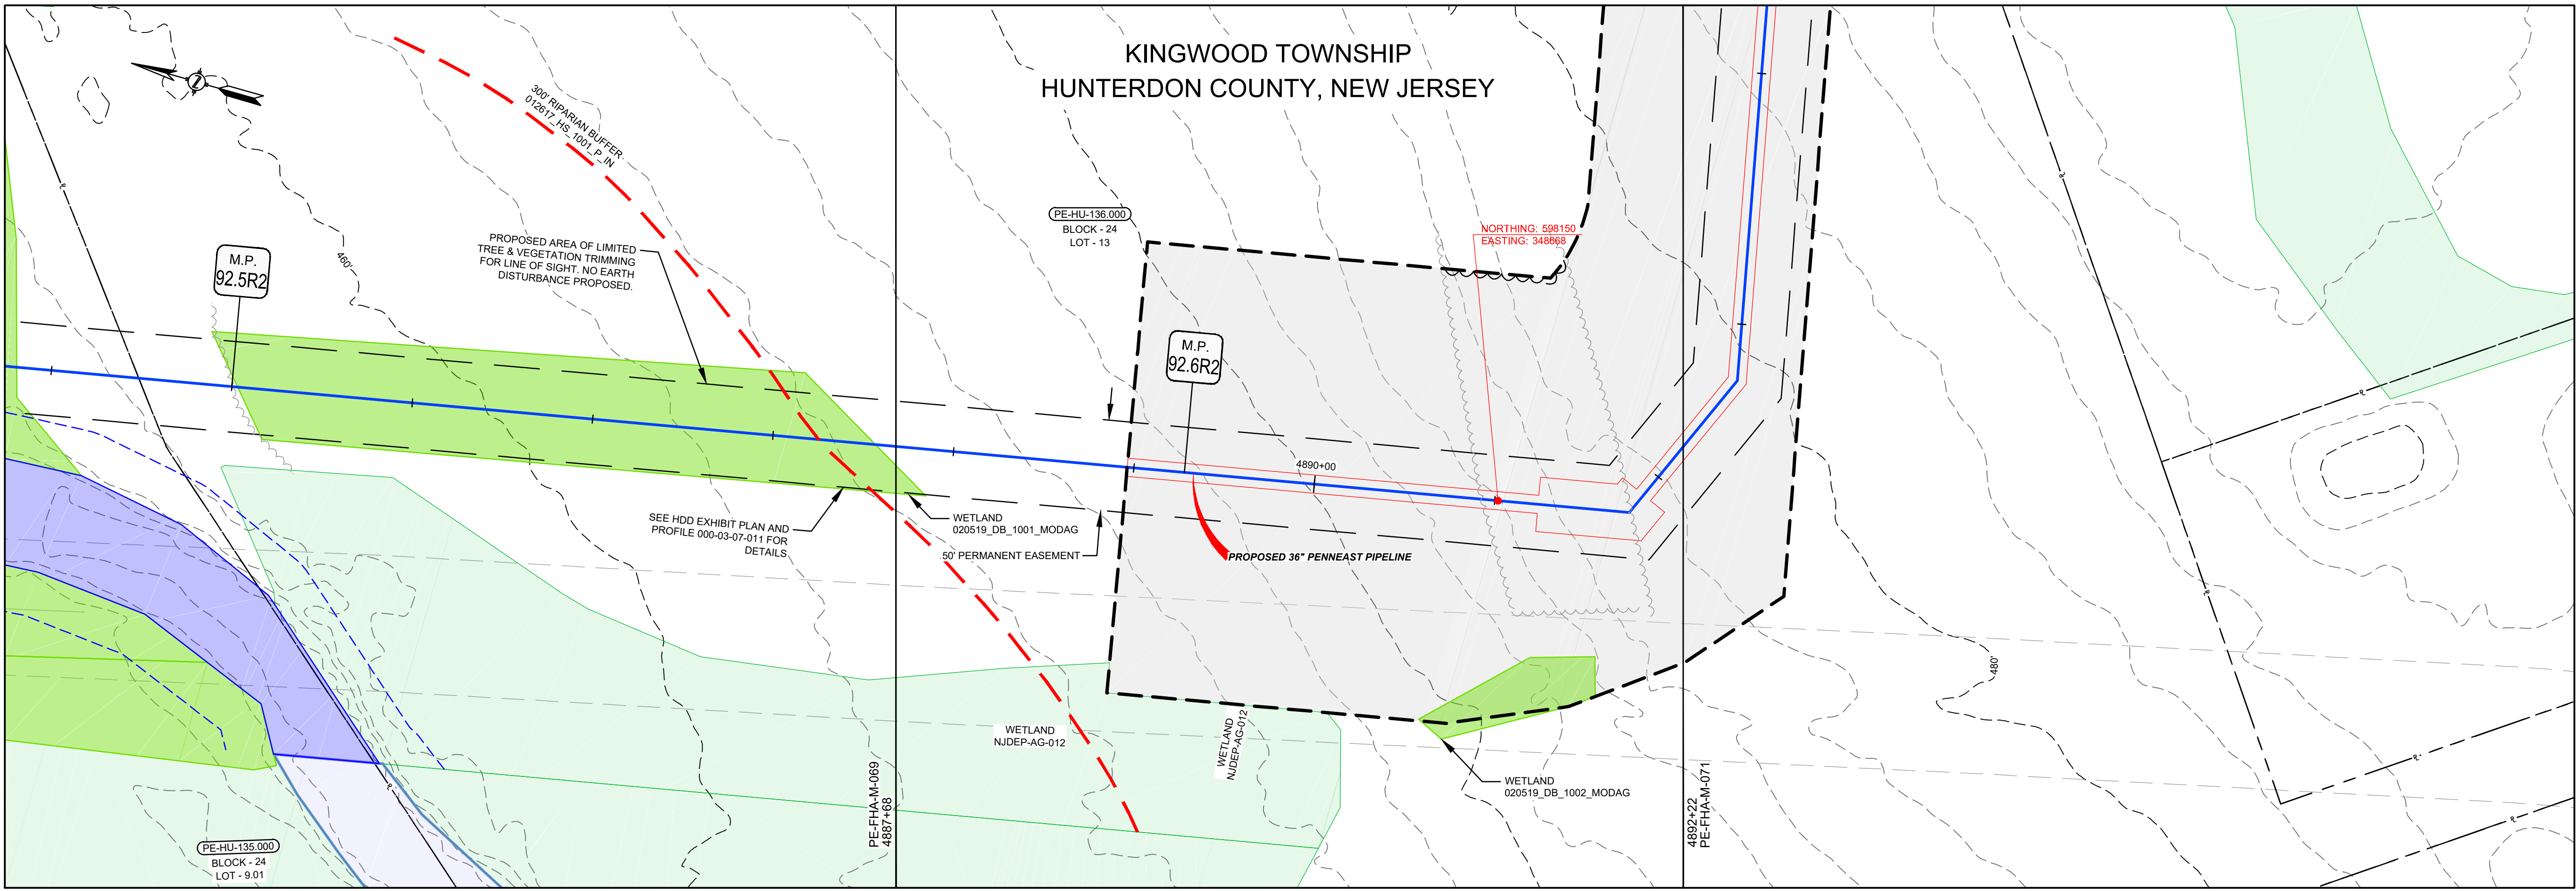 KINGWOOD TOWNSHIP
HUNTERDON COUNTY, NEW JERSEY
300' RIPARIAN BUFFER
012617_HS_1001_P_IN
PE-HU-136.000
BLOCK - 24
LOT - 13
NORTHING: 598150
EASTING: 348668
PROPOSED AREA OF LIMITED
TREE & VEGETATION TRIMMING
FOR LINE OF SIGHT. NO EARTH
DISTURBANCE PROPOSED.
460'
M.P.
92.5R2
M.P.
92.6R2
4890+00
SEE HDD EXHIBIT PLAN AND
PROFILE 000-03-07-011 FOR
DETAILS
WETLAND
020519_DB_1001_MODAG
50' PERMANENT EASEMENT
PROPOSED 36" PENNEAST PIPELINE
480'
WETLAND
NJDEP-AG-012
WETLAND
NJDEP-AG-012
WETLAND
020519_DB_1002_MODAG
PE-FHA-M-069
4887+68
4892+22
PE-FHA-M-071
PE-HU-135.000
BLOCK - 24
LOT - 9.01